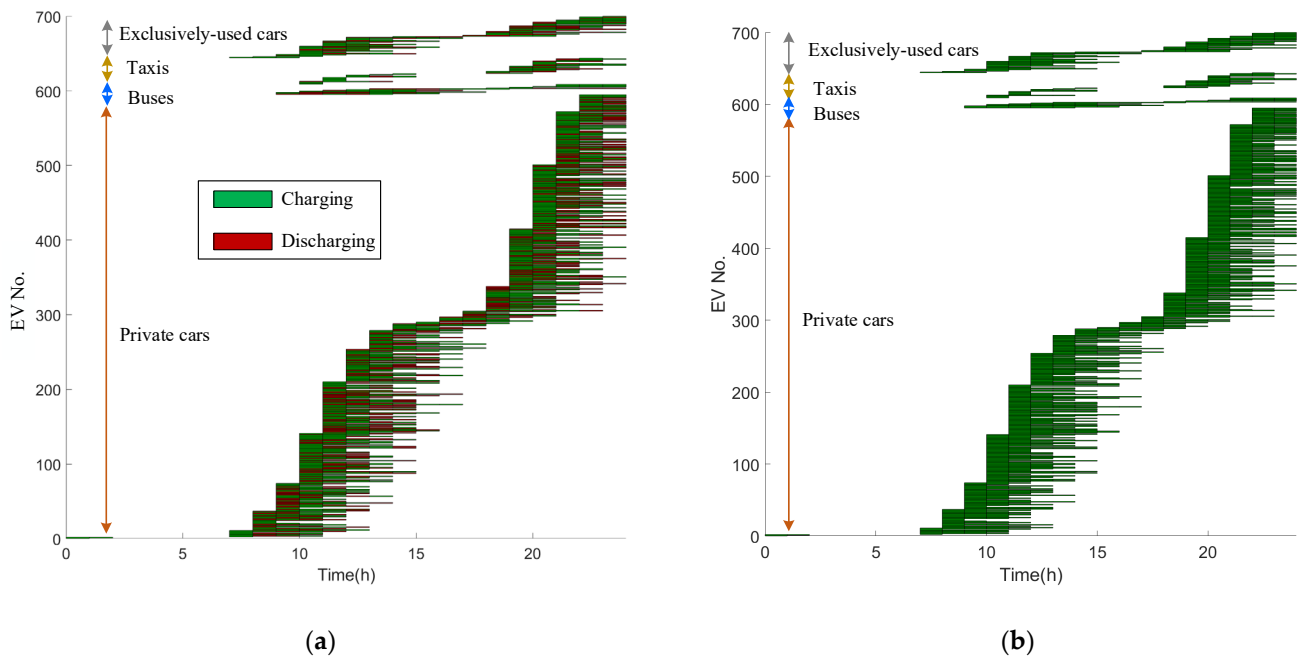 700
Exclusively-used cars
Taxis
600
Buses
500
Charging
400
Discharging
EV No.
300
Private cars
200
100
0
0 5 10 15 20
Time(h)
(a)
700
Exclusively-used cars
Taxis
600
Buses
500
400
EV No.
300
Private cars
200
100
0
0 5 10 15 20
Time(h)
(b)